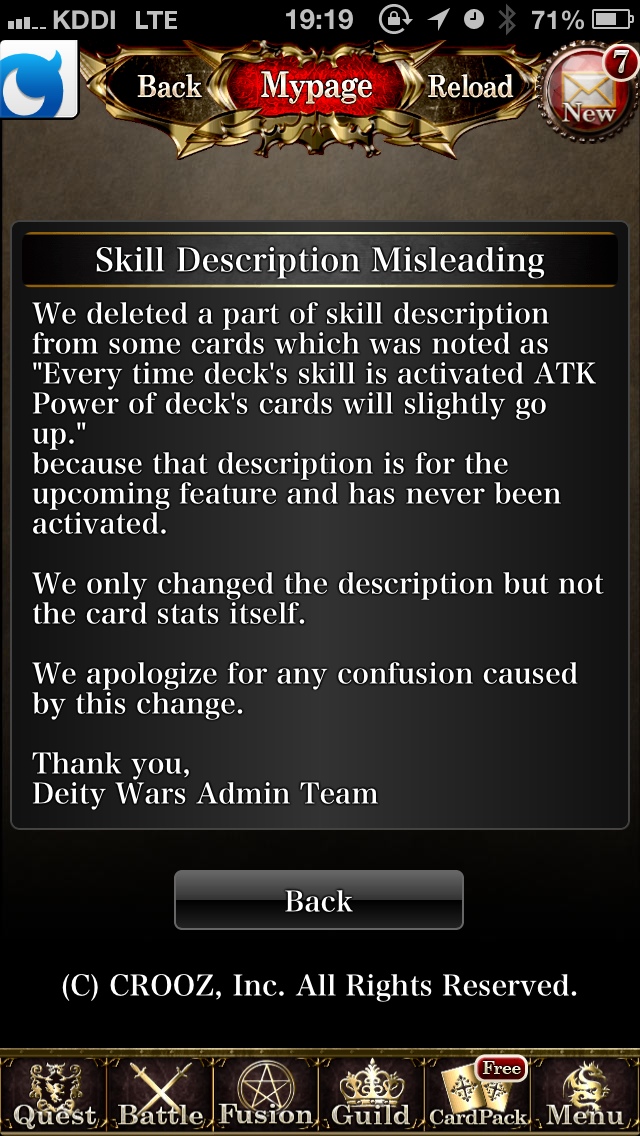 KDDI LTE 19:19 71%
Back Mypage Reload 7 New
Skill Description Misleading
We deleted a part of skill description
from some cards which was noted as
"Every time deck's skill is activated ATK
Power of deck's cards will slightly go
up."
because that description is for the
upcoming feature and has never been
activated.
We only changed the description but not
the card stats itself.
We apologize for any confusion caused
by this change.
Thank you,
Deity Wars Admin Team
Back
(C) CROOZ, Inc. All Rights Reserved.
Free
Quest Battle Fusion Guild CardPack Menu